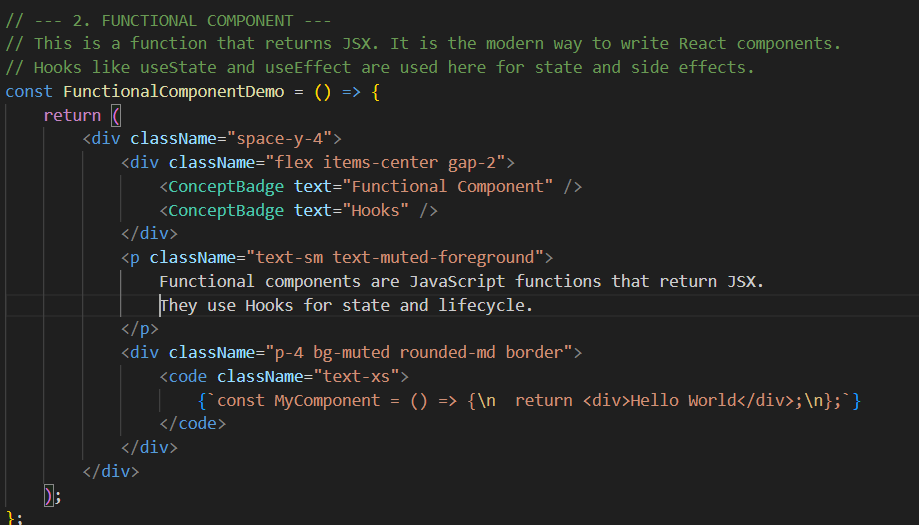 // --- 2. FUNCTIONAL COMPONENT ---
// This is a function that returns JSX. It is the modern way to write React components.
// Hooks like useState and useEffect are used here for state and side effects.
const FunctionalComponentDemo = () => {
    return (
        <div className="space-y-4">
            <div className="flex items-center gap-2">
                <ConceptBadge text="Functional Component" />
                <ConceptBadge text="Hooks" />
            </div>
            <p className="text-sm text-muted-foreground">
                Functional components are JavaScript functions that return JSX.
                They use Hooks for state and lifecycle.
            </p>
            <div className="p-4 bg-muted rounded-md border">
                <code className="text-xs">
                    {`const MyComponent = () => {\n  return <div>Hello World</div>;\n};`}
                </code>
            </div>
        </div>
    );
};